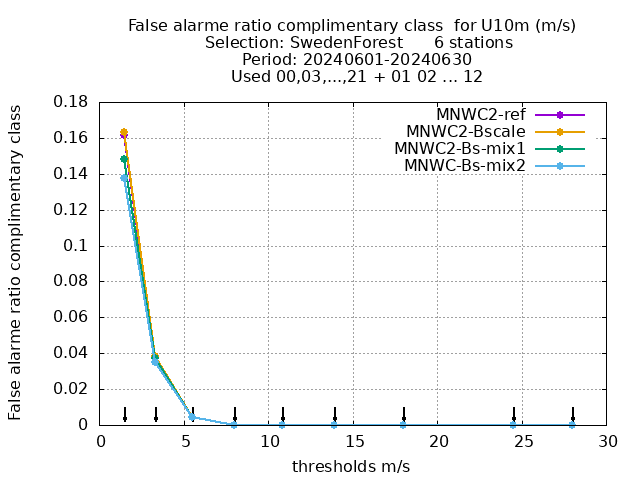 False alarme ratio complimentary class  for U10m (m/s)
Selection: SwedenForest      6 stations
Period: 20240601-20240630
Used 00,03,...,21 + 01 02 ... 12
False alarme ratio complimentary class
0.18
0.16
0.14
0.12
0.1
0.08
0.06
0.04
0.02
0
MNWC2-ref
MNWC2-Bscale
MNWC2-Bs-mix1
MNWC-Bs-mix2
0 5 10 15 20 25 30
thresholds m/s